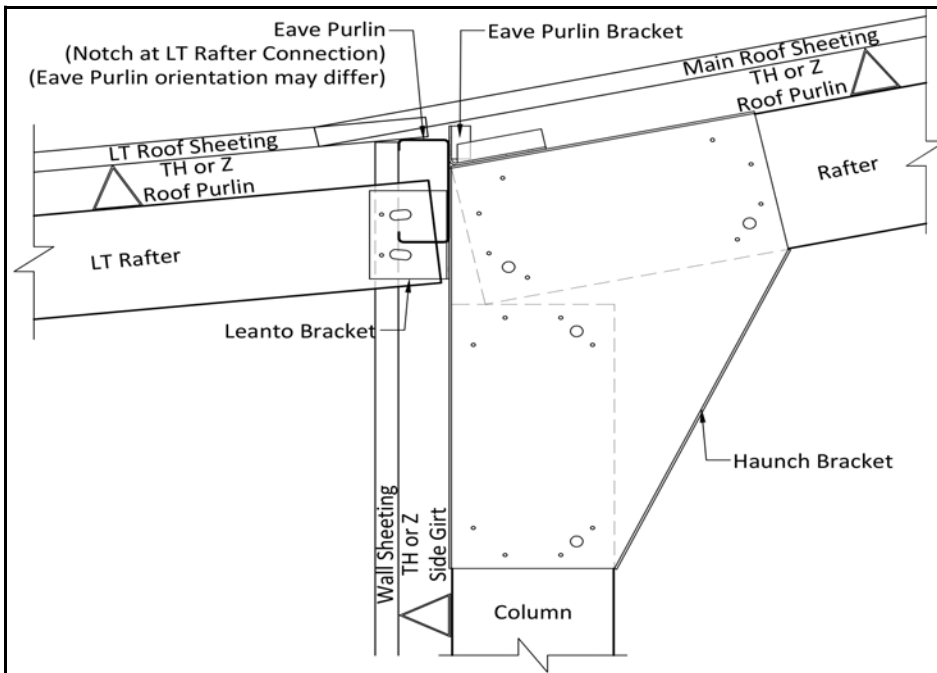 Eave Purlin
(Notch at LT Rafter Connection)
(Eave Purlin orientation may differ)
Eave Purlin Bracket
Main Roof Sheeting
TH or Z
Roof Purlin
Rafter
LT Roof Sheeting
TH or Z
Roof Purlin
LT Rafter
Leanto Bracket
Haunch Bracket
Wall Sheeting
TH or Z
Side Girt
Column